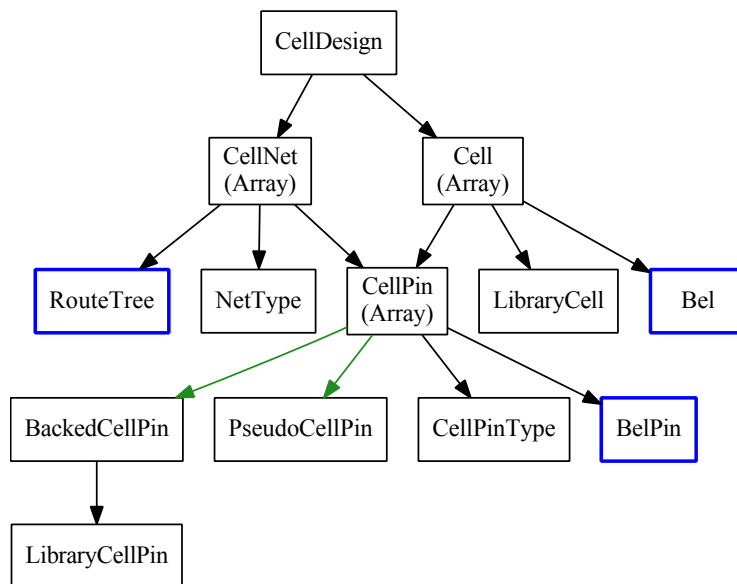 CellDesign
CellNet
(Array)
Cell
(Array)
RouteTree
NetType
CellPin
(Array)
LibraryCell
Bel
BackedCellPin
PseudoCellPin
CellPinType
BelPin
LibraryCellPin